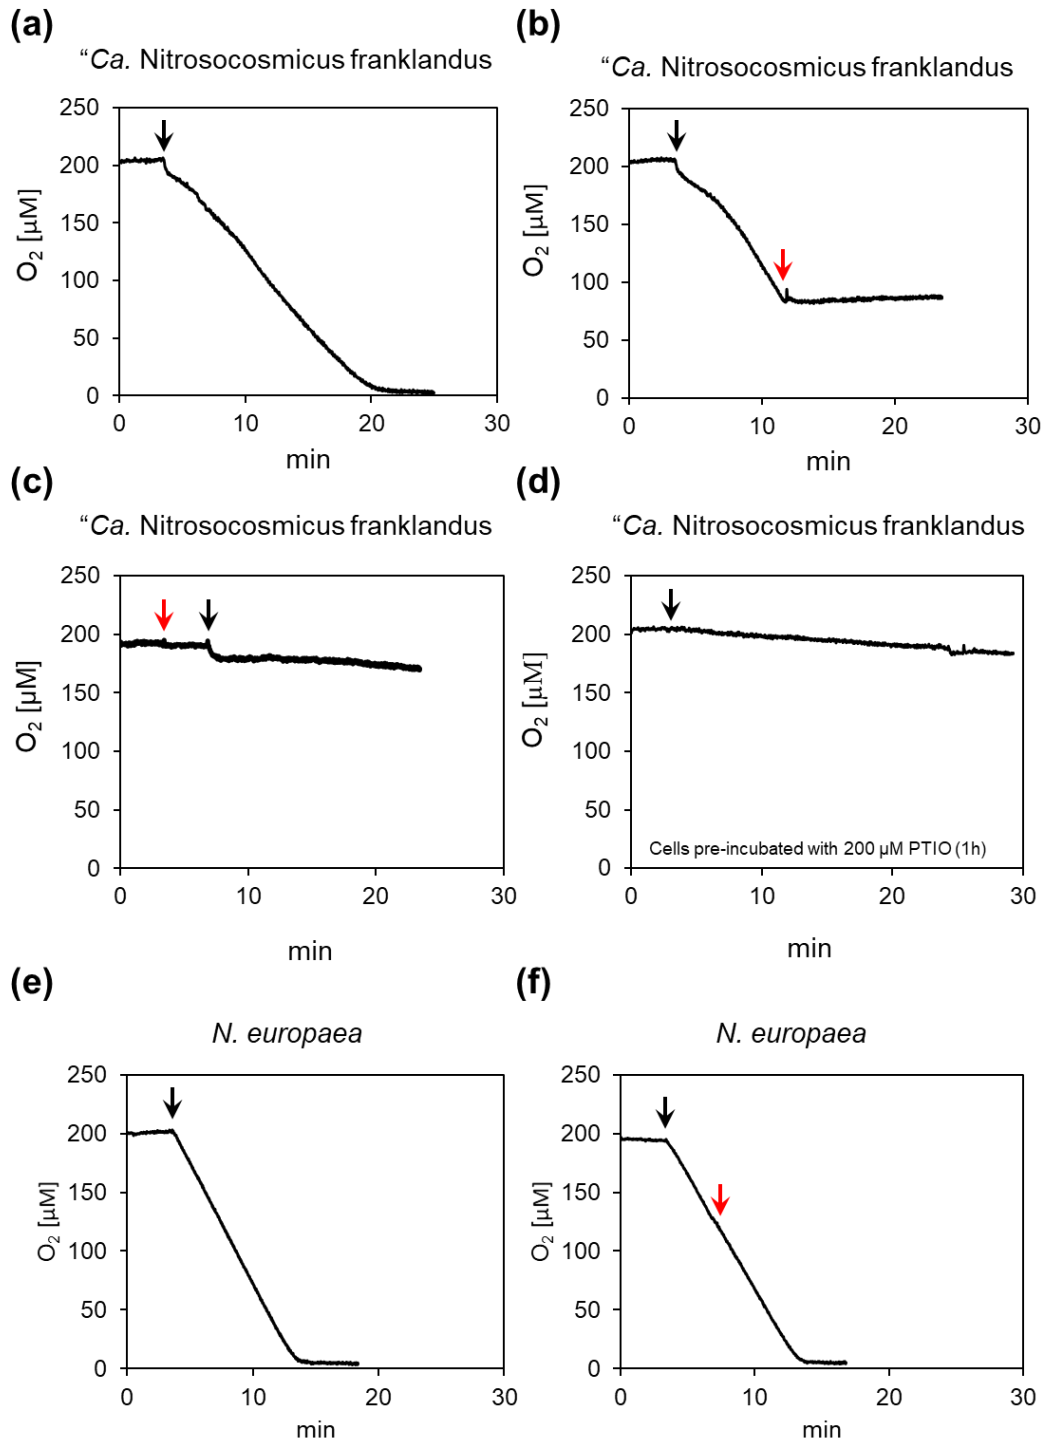 (a)
“Ca. Nitrosocosmicus franklandus
250
200
150
100
50
0
O2 [µM]
0 10 20 30
min
(b)
“Ca. Nitrosocosmicus franklandus
250
200
150
100
50
0
O2 [µM]
0 10 20 30
min
(c)
“Ca. Nitrosocosmicus franklandus
250
200
150
100
50
0
O2 [µM]
0 10 20 30
min
(d)
“Ca. Nitrosocosmicus franklandus
250
200
150
100
50
0
O2 [µM]
Cells pre-incubated with 200 µM PTIO (1h)
0 10 20 30
min
(e)
N. europaea
250
200
150
100
50
0
O2 [µM]
0 10 20 30
min
(f)
N. europaea
250
200
150
100
50
0
O2 [µM]
0 10 20 30
min